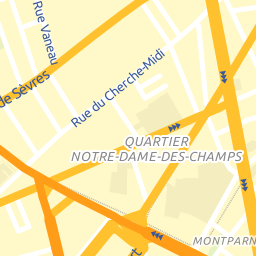 Rue Vaneau
Rue du Cherche-Midi
de Sèvres
QUARTIER
NOTRE-DAME-DES-CHAMPS
MONTPARN